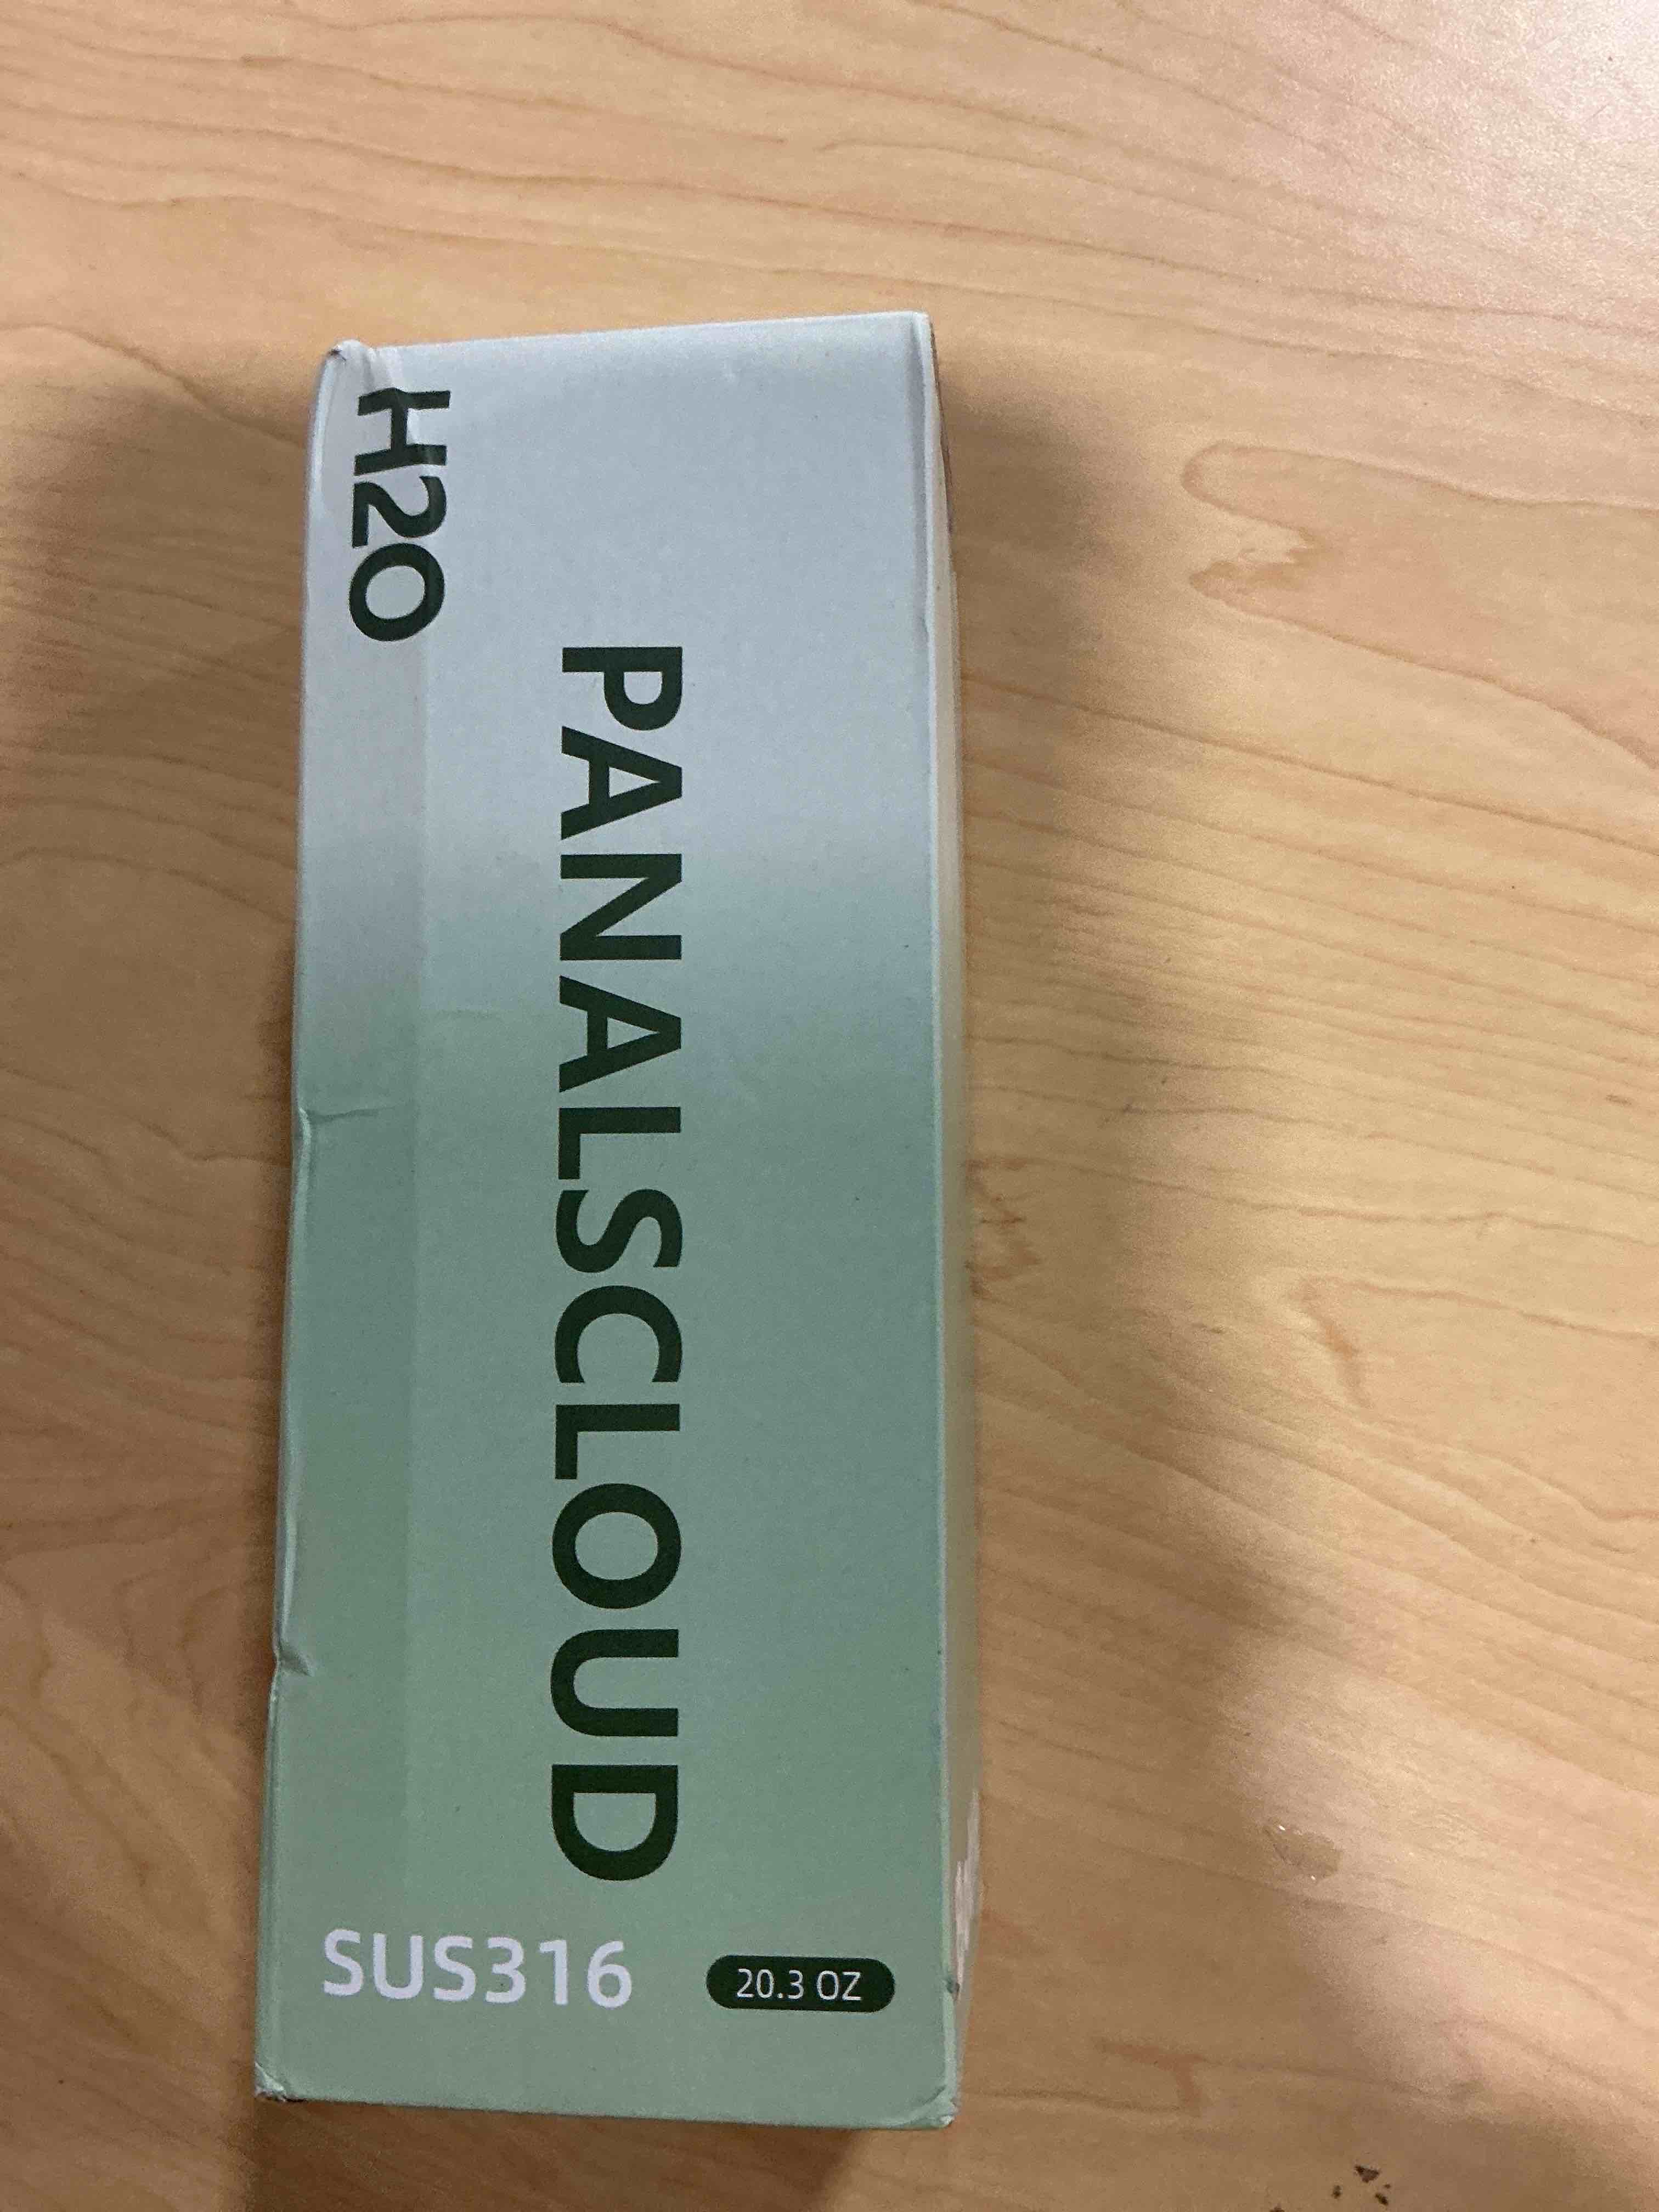 H2O
PANALSCLOUD
SUS316
20.3 OZ